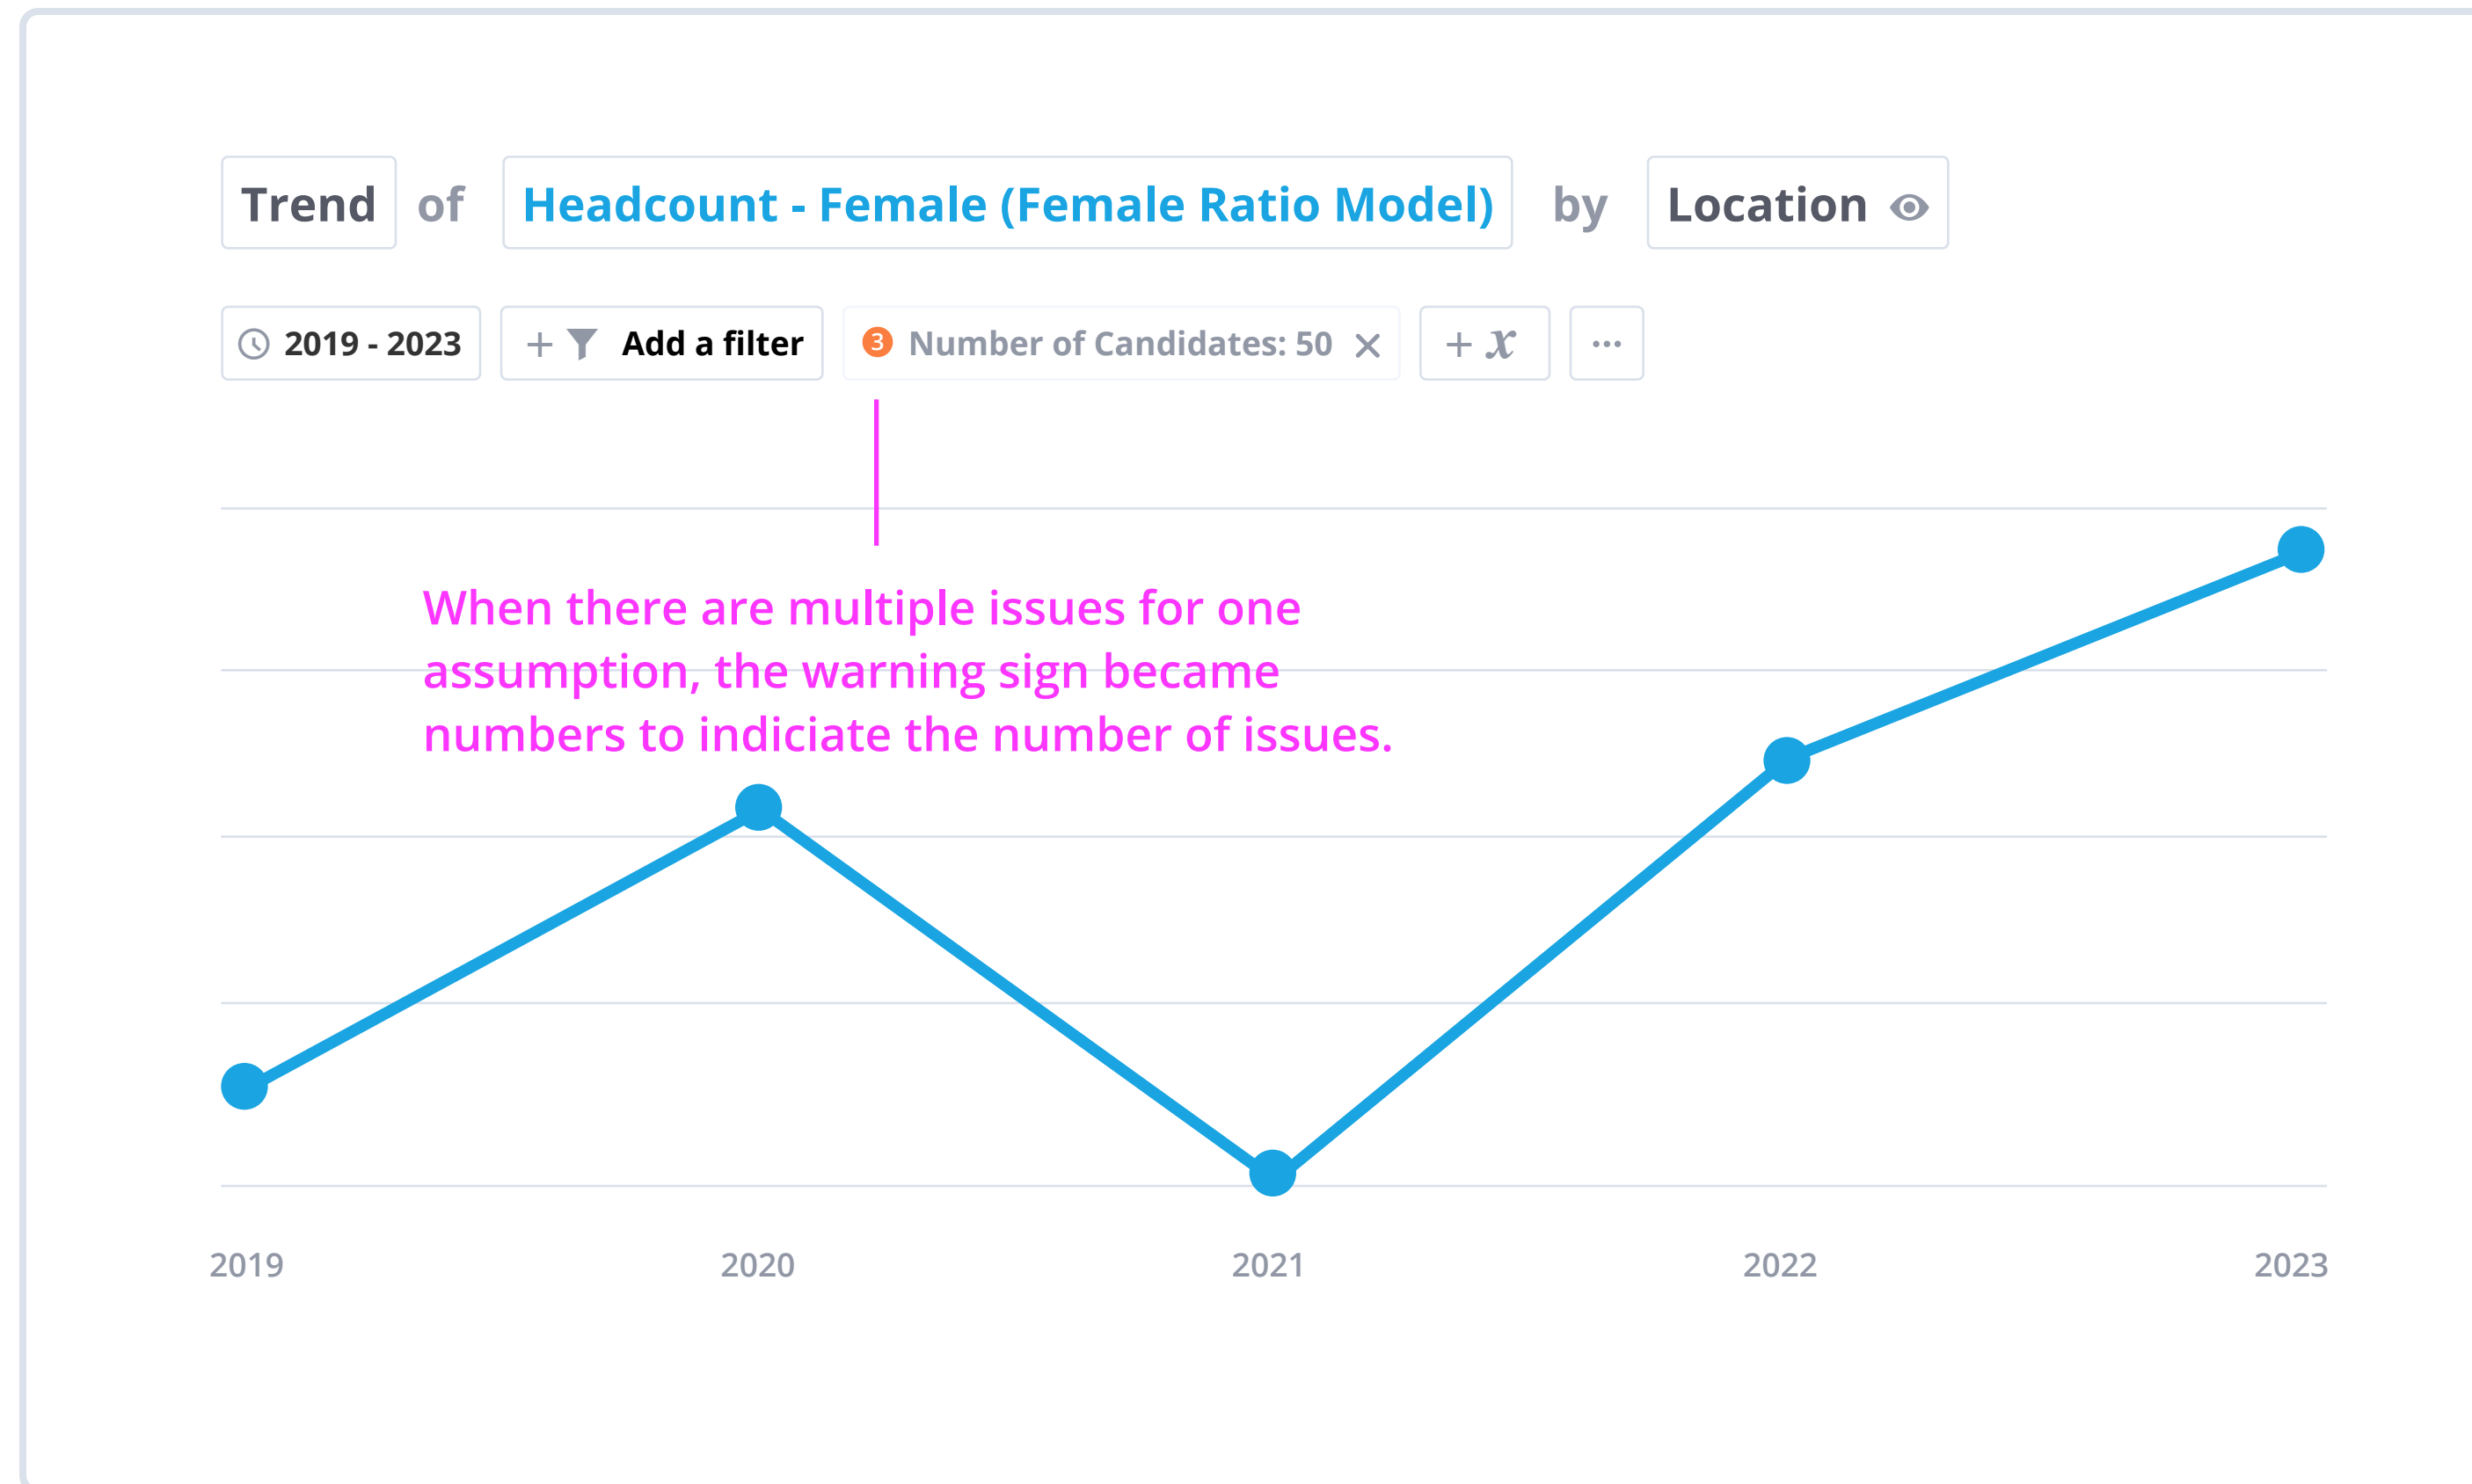 Trend of Headcount - Female (Female Ratio Model) by Location
2019 - 2023 Add a filter 3 Number of Candidates: 50 + x ...
When there are multiple issues for one
assumption, the warning sign became
numbers to indiciate the number of issues.
2019 2020 2021 2022 2023